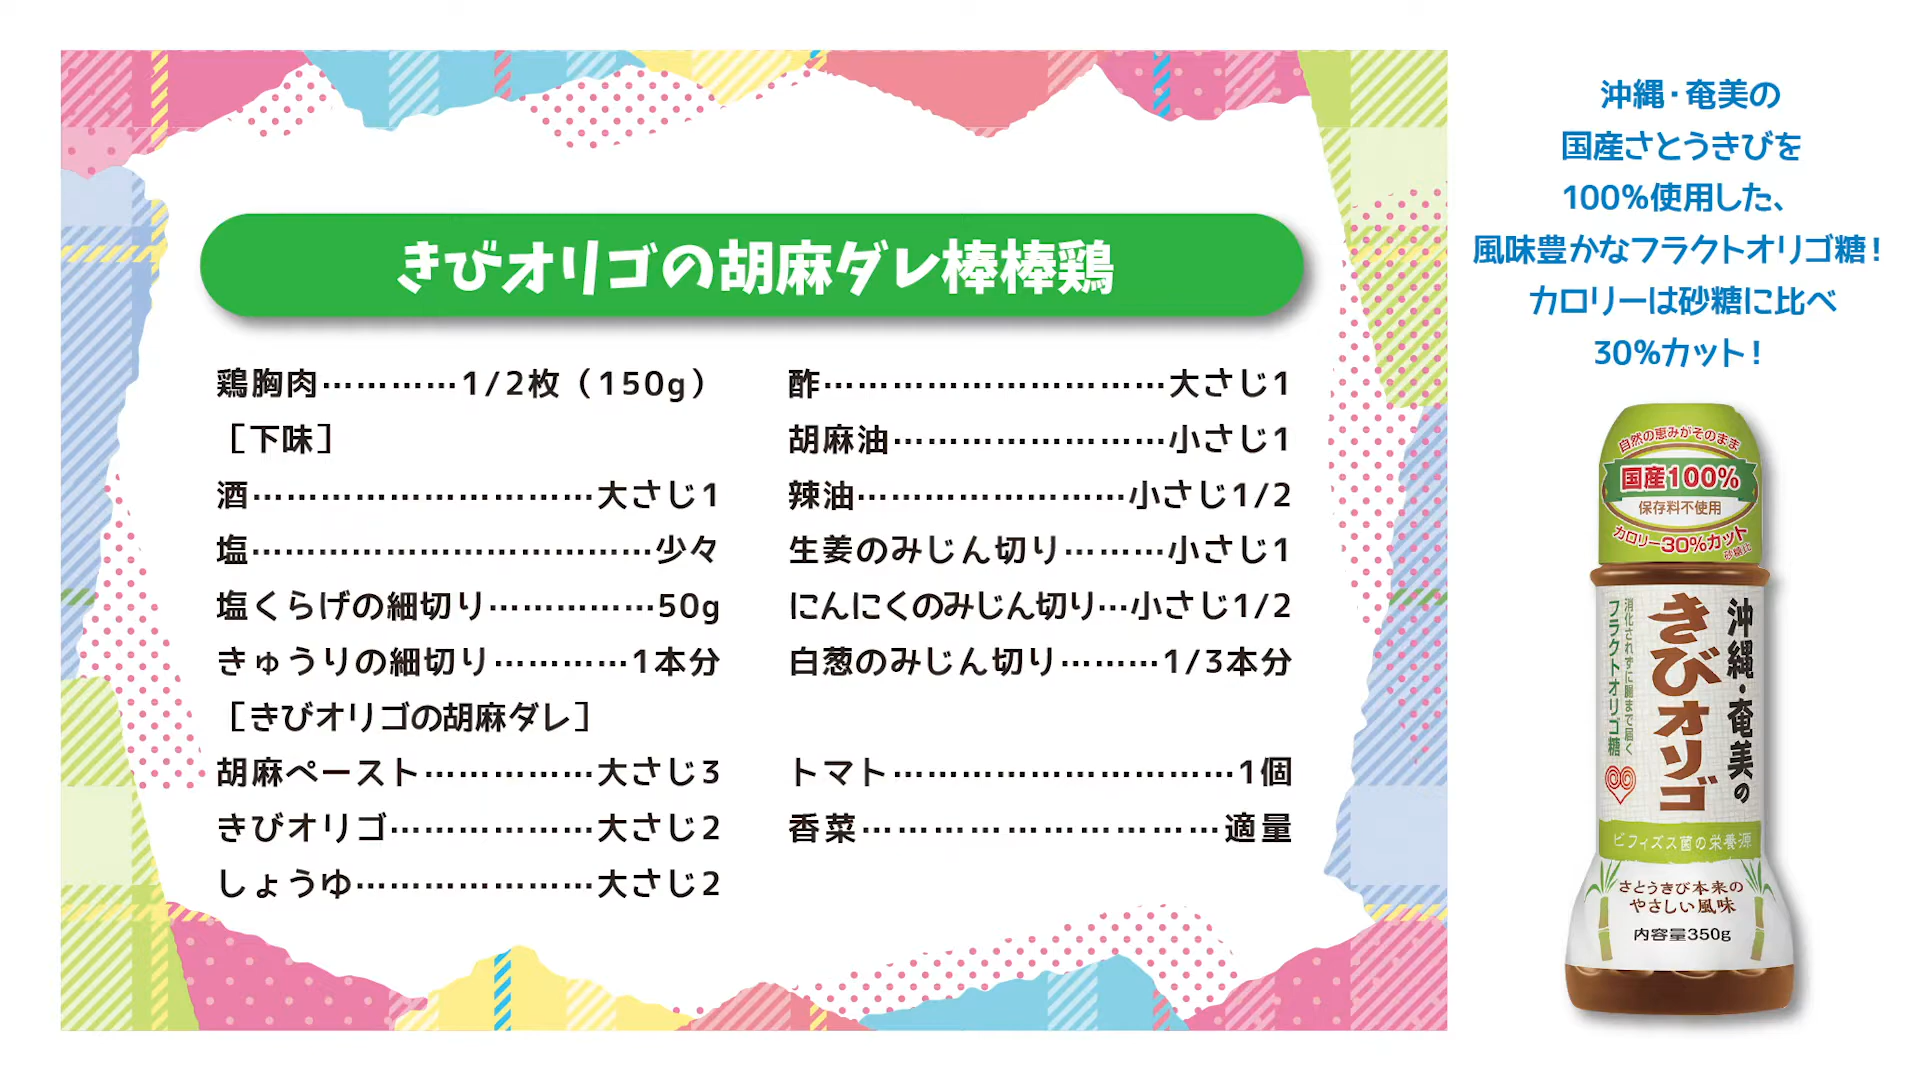 きびオリゴの胡麻ダレ棒棒鶏
鶏胸肉…………1/2枚（150g）
［下味］
酒…………………………大さじ1
塩………………………………少々
塩くらげの細切り……………50g
きゅうりの細切り…………1本分
［きびオリゴの胡麻ダレ］
胡麻ペースト……………大さじ3
きびオリゴ………………大さじ2
しょうゆ…………………大さじ2
酢…………………………大さじ1
胡麻油……………………小さじ1
辣油……………………小さじ1/2
生姜のみじん切り………小さじ1
にんにくのみじん切り…小さじ1/2
白葱のみじん切り………1/3本分
トマト…………………………1個
香菜……………………………適量
沖縄・奄美の
国産さとうきびを
100%使用した、
風味豊かなフラクトオリゴ糖！
カロリーは砂糖に比べ
30%カット！
自然の恵みがそのまま
国産100%
保存料不使用
カロリー30%カット
砂糖比
沖縄・奄美の
きびオリゴ
消化されずに腸まで届く
フラクトオリゴ糖
ビフィズス菌の栄養源
さとうきび本来の
やさしい風味
内容量350g